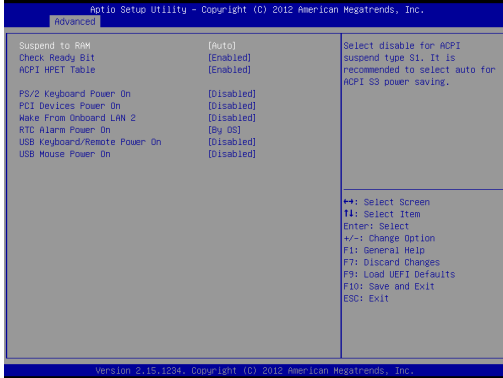 Aptio Setup Utility – Copyright (C) 2012 American Megatrends, Inc.
Advanced
Suspend to RAM [Auto]
Check Ready Bit [Enabled]
ACPI HPET Table [Enabled]
PS/2 Keyboard Power On [Disabled]
PCI Devices Power On [Disabled]
Wake From Onboard LAN 2 [Disabled]
RTC Alarm Power On [By OS]
USB Keyboard/Remote Power On [Disabled]
USB Mouse Power On [Disabled]
Select disable for ACPI
suspend type S1. It is
recommended to select auto for
ACPI S3 power saving.
↔: Select Screen
↑↓: Select Item
Enter: Select
+/-: Change Option
F1: General Help
F7: Discard Changes
F9: Load UEFI Defaults
F10: Save and Exit
ESC: Exit
Version 2.15.1234. Copyright (C) 2012 American Megatrends, Inc.